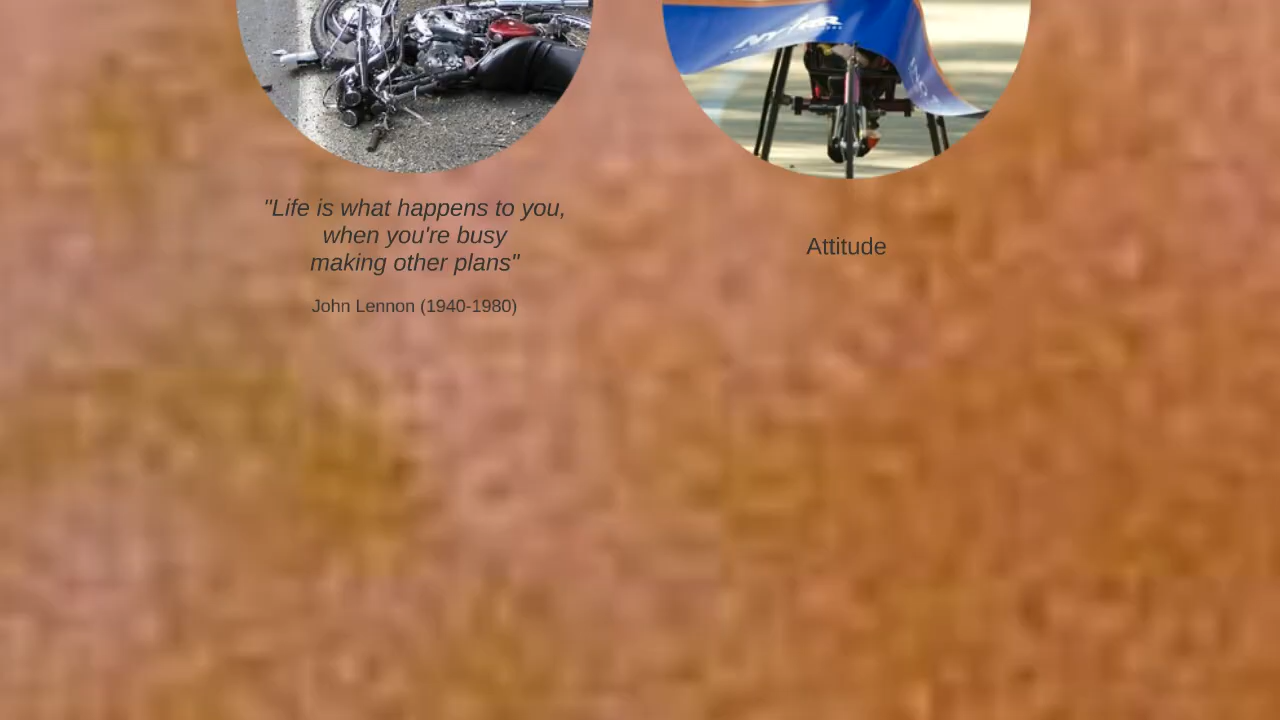 "Life is what happens to you,
when you're busy
making other plans"
John Lennon (1940-1980)
Attitude